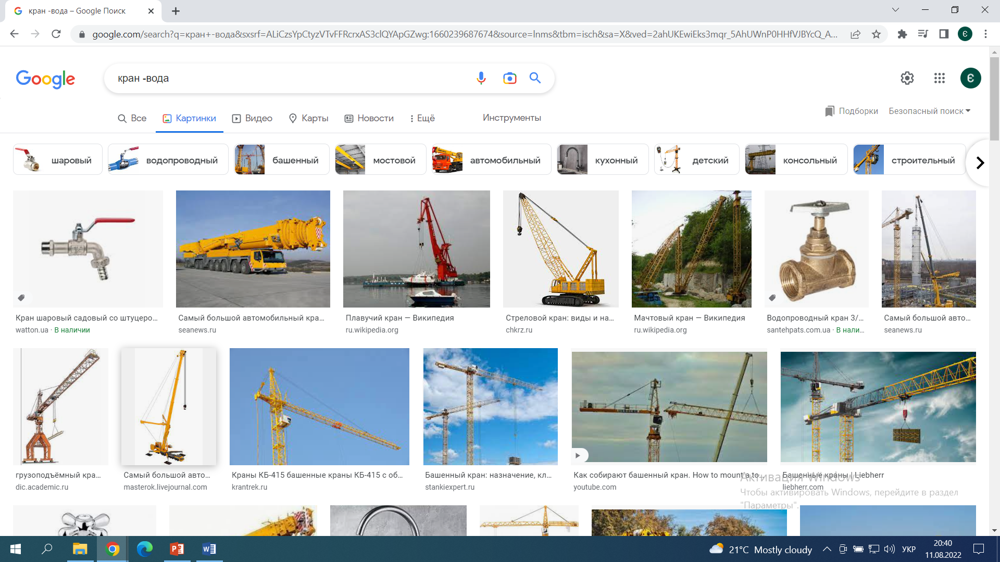 кран -вода – Google Поиск
google.com/search?q=кран+-вода&sxsrf=ALiCzsYpCtyzVTvFFRcrxAS3clQYApGZwg:1660239687674&source=lnms&tbm=isch&sa=X&ved=2ahUKEwiEks3mqr_5AhUWnP0HHfVJBYcQ_A...
Є
Google
кран -вода
Є
Все
Картинки
Видео
Карты
Новости
Ещё
Инструменты
Подборки
Безопасный поиск
шаровый
водопроводный
башенный
мостовой
автомобильный
кухонный
детский
консольный
строительный
Кран шаровый садовый со штуцеро...
watton.ua · В наличии
Самый большой автомобильный кра...
seanews.ru
Плавучий кран — Википедия
ru.wikipedia.org
Стреловой кран: виды и на...
chkrz.ru
Мачтовый кран — Википедия
ru.wikipedia.org
Водопроводный кран 3/...
santehpats.com.ua · В нали...
Самый большой авто...
seanews.ru
грузоподъёмный кра...
dic.academic.ru
Самый большой авто...
masterok.livejournal.com
Краны КБ-415 башенные краны КБ-415 с об...
krantrek.ru
Башенный кран: назначение, кл...
stankiexpert.ru
LIEBHERR
Как собирают башенный кран. How to mount a to...
youtube.com
Башенные краны | Liebherr
liebherr.com
Активация Windows
Чтобы активировать Windows, перейдите в раздел
"Параметры".
21°C Mostly cloudy
УКР
20:40
11.08.2022